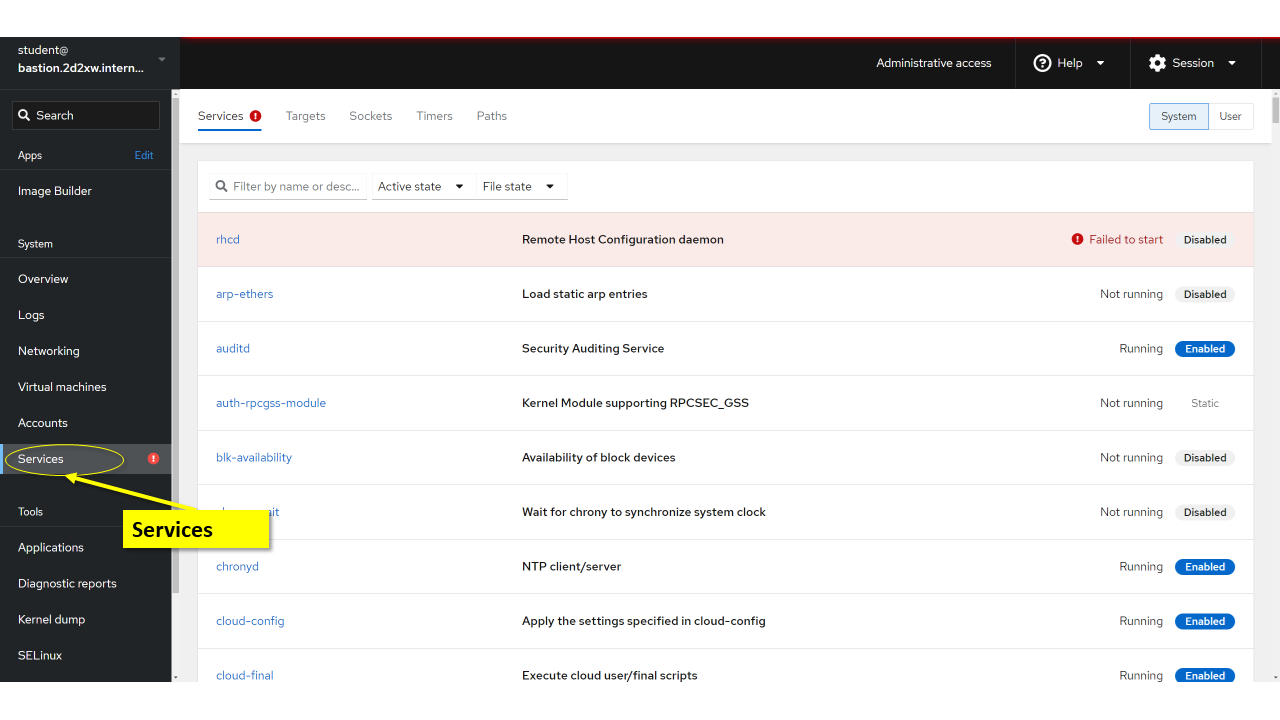 student@
bastion.2d2xw.intern...
Administrative access
Help
Session
Search
Apps Edit
Image Builder
System
Overview
Logs
Networking
Virtual machines
Accounts
Services
Tools
Applications
Diagnostic reports
Kernel dump
SELinux
Services
Services Targets Sockets Timers Paths
System User
Filter by name or desc... Active state File state
rhcd Remote Host Configuration daemon Failed to start Disabled
arp-ethers Load static arp entries Not running Disabled
auditd Security Auditing Service Running Enabled
auth-rpcgss-module Kernel Module supporting RPCSEC_GSS Not running Static
blk-availability Availability of block devices Not running Disabled
Wait for chrony to synchronize system clock Not running Disabled
chronyd NTP client/server Running Enabled
cloud-config Apply the settings specified in cloud-config Running Enabled
cloud-final Execute cloud user/final scripts Running Enabled